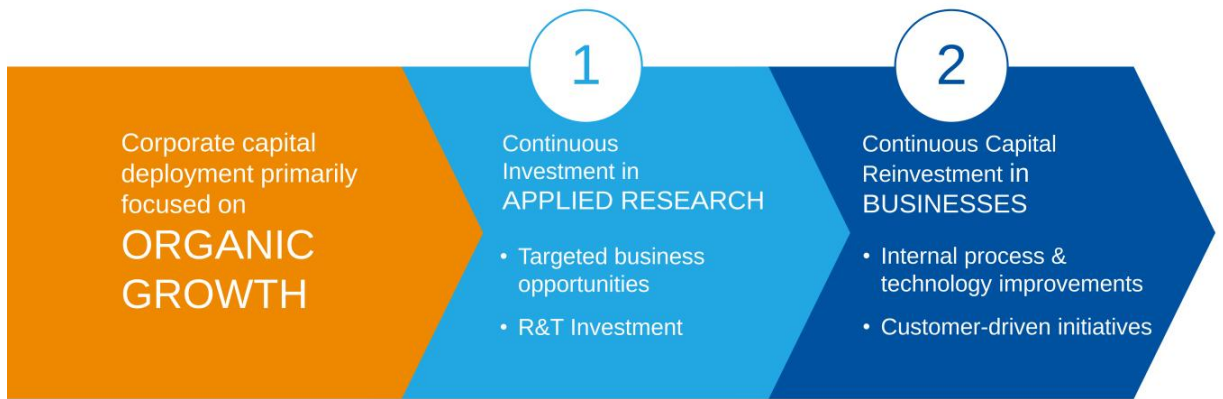 Corporate capital
deployment primarily
focused on
ORGANIC
GROWTH
1
Continuous
Investment in
APPLIED RESEARCH
• Targeted business
opportunities
• R&T Investment
2
Continuous Capital
Reinvestment in
BUSINESSES
• Internal process &
technology improvements
• Customer-driven initiatives